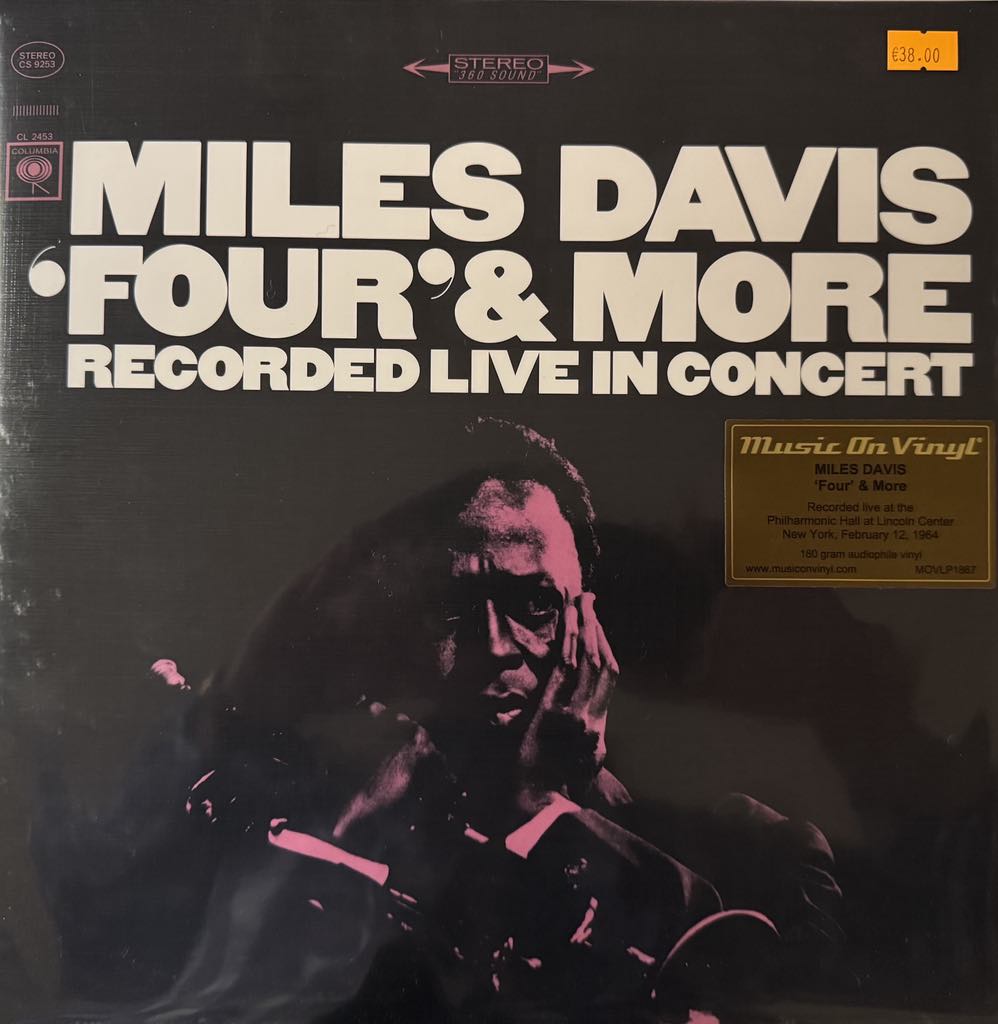 STEREO
CS 9253
STEREO
"360 SOUND"
€38.00
CL 2453
COLUMBIA
MILES DAVIS
‘FOUR’ & MORE
RECORDED LIVE IN CONCERT
Music On Vinyl®
MILES DAVIS
‘Four’ & More
Recorded live at the
Philharmonic Hall at Lincoln Center
New York, February 12, 1964
180 gram audiophile vinyl
www.musiconvinyl.com MOVLP1867